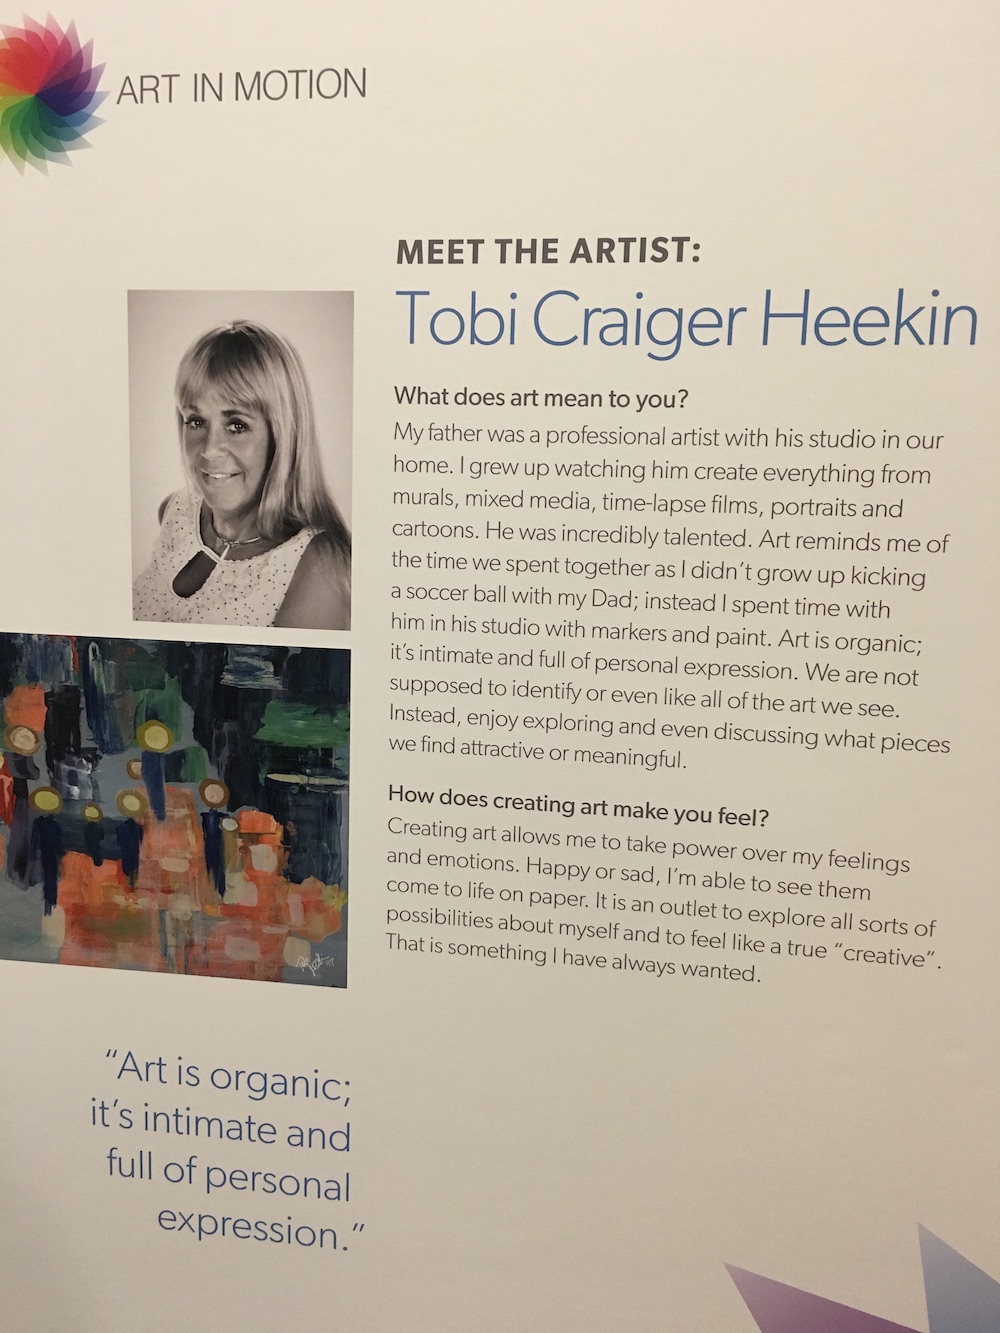 ART IN MOTION
MEET THE ARTIST:
Tobi Craiger Heekin
What does art mean to you?
My father was a professional artist with his studio in our
home. I grew up watching him create everything from
murals, mixed media, time-lapse films, portraits and
cartoons. He was incredibly talented. Art reminds me of
the time we spent together as I didn't grow up kicking
a soccer ball with my Dad; instead I spent time with
him in his studio with markers and paint. Art is organic;
it's intimate and full of personal expression. We are not
supposed to identify or even like all of the art we see.
Instead, enjoy exploring and even discussing what pieces
we find attractive or meaningful.
How does creating art make you feel?
Creating art allows me to take power over my feelings
and emotions. Happy or sad, I'm able to see them
come to life on paper. It is an outlet to explore all sorts of
possibilities about myself and to feel like a true “creative”.
That is something I have always wanted.
“Art is organic;
it's intimate and
full of personal
expression.”